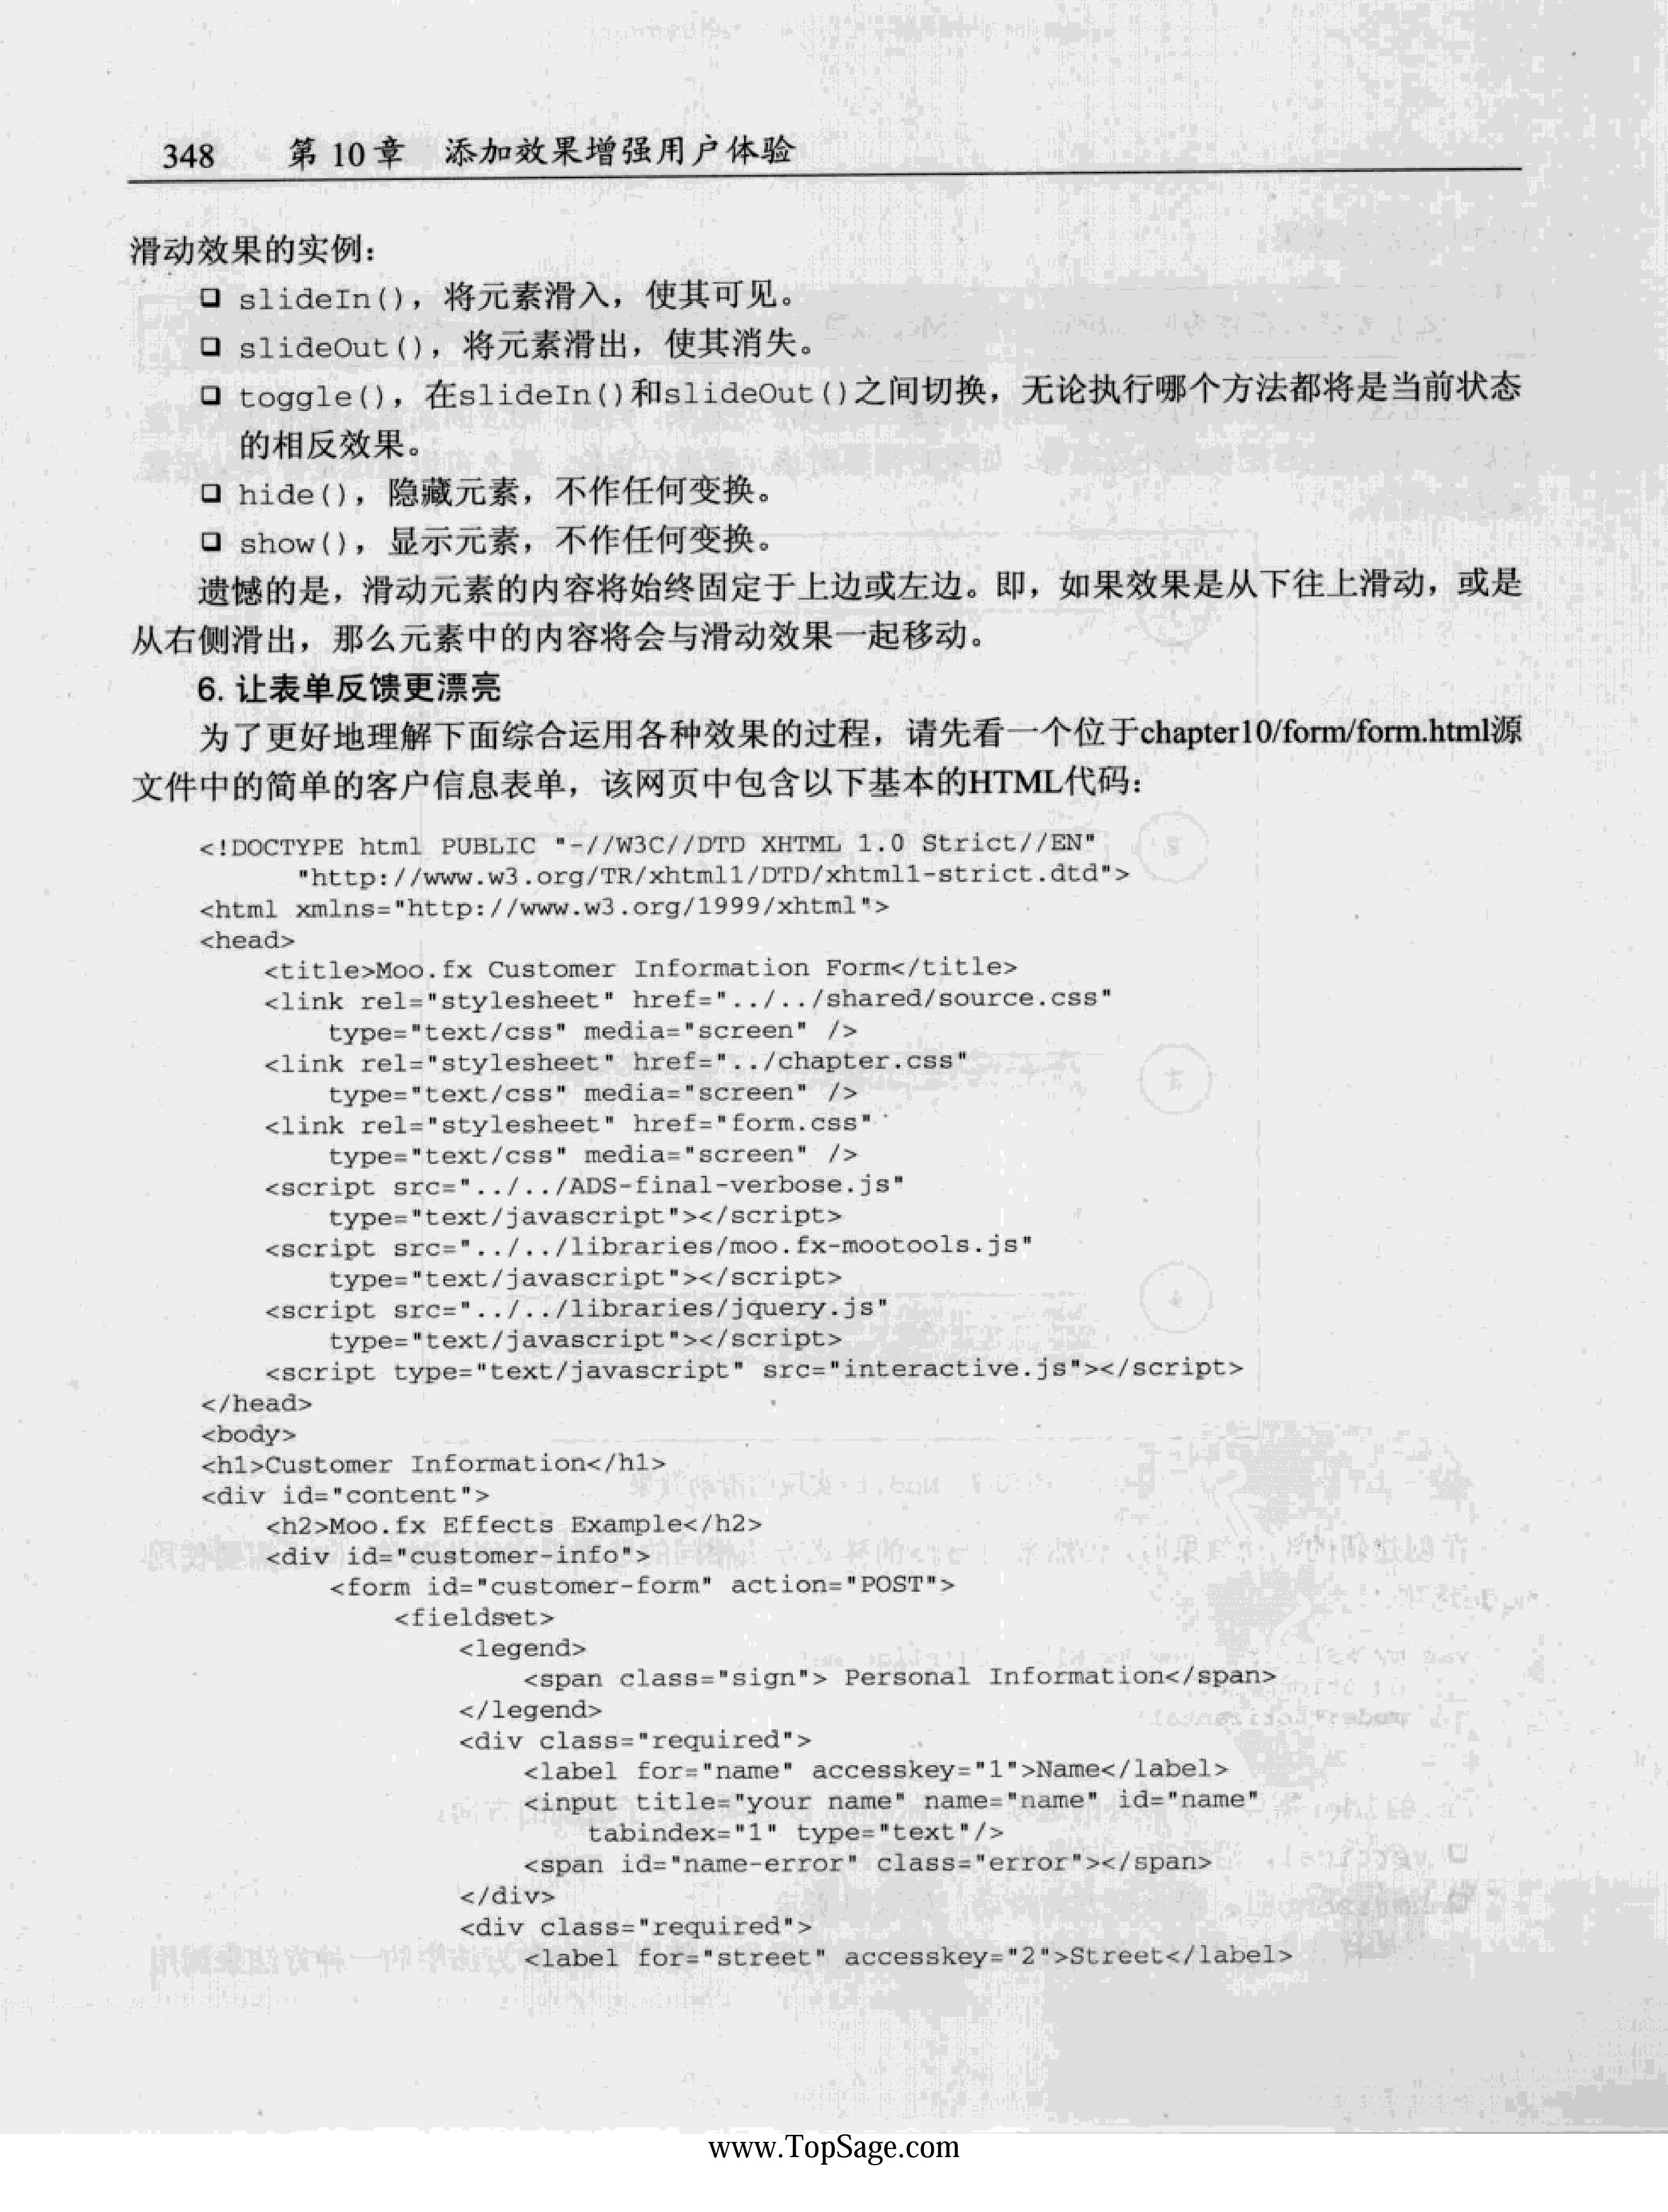 348 第 10 章 添加效果增强用户体验
滑动效果的实例：
❑ slideIn()，将元素滑入，使其可见。
❑ slideOut()，将元素滑出，使其消失。
❑ toggle()，在slideIn()和slideOut()之间切换，无论执行哪个方法都将是当前状态
的相反效果。
❑ hide()，隐藏元素，不作任何变换。
❑ show()，显示元素，不作任何变换。
遗憾的是，滑动元素的内容将始终固定于上边或左边。即，如果效果是从下往上滑动，或是
从右侧滑出，那么元素中的内容将会与滑动效果一起移动。
6. 让表单反馈更漂亮
为了更好地理解下面综合运用各种效果的过程，请先看一个位于chapter10/form/form.html源
文件中的简单的客户信息表单，该网页中包含以下基本的HTML代码：
<!DOCTYPE html PUBLIC "-//W3C//DTD XHTML 1.0 Strict//EN"
"http://www.w3.org/TR/xhtml1/DTD/xhtml1-strict.dtd">
<html xmlns="http://www.w3.org/1999/xhtml">
<head>
<title>Moo.fx Customer Information Form</title>
<link rel="stylesheet" href="../../shared/source.css"
type="text/css" media="screen" />
<link rel="stylesheet" href="../chapter.css"
type="text/css" media="screen" />
<link rel="stylesheet" href="form.css"
type="text/css" media="screen" />
<script src="../../ADS-final-verbose.js"
type="text/javascript"></script>
<script src="../../libraries/moo.fx-mootools.js"
type="text/javascript"></script>
<script src="../../libraries/jquery.js"
type="text/javascript"></script>
<script type="text/javascript" src="interactive.js"></script>
</head>
<body>
<h1>Customer Information</h1>
<div id="content">
<h2>Moo.fx Effects Example</h2>
<div id="customer-info">
<form id="customer-form" action="POST">
<fieldset>
<legend>
<span class="sign"> Personal Information</span>
</legend>
<div class="required">
<label for="name" accesskey="1">Name</label>
<input title="your name" name="name" id="name"
tabindex="1" type="text"/>
<span id="name-error" class="error"></span>
</div>
<div class="required">
<label for="street" accesskey="2">Street</label>
www.TopSage.com